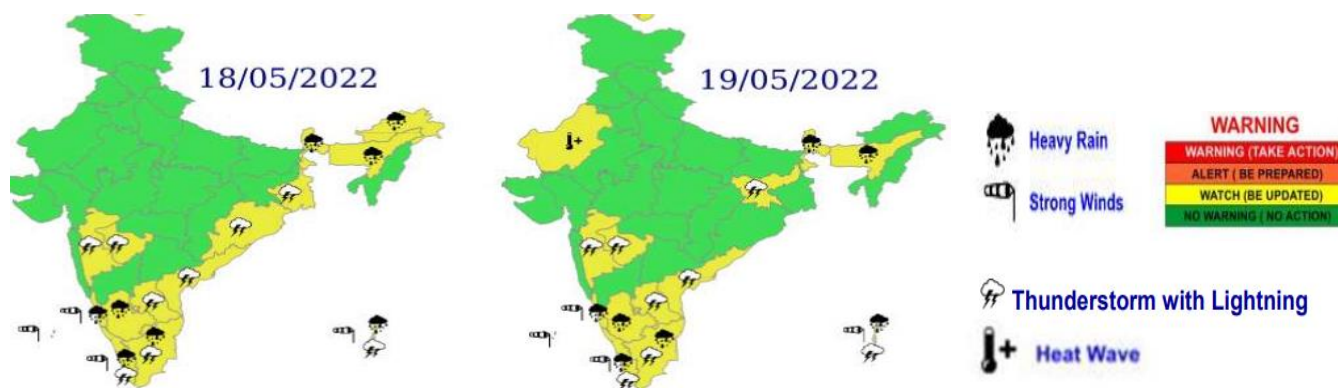 18/05/2022
19/05/2022
Heavy Rain
Strong Winds
Thunderstorm with Lightning
Heat Wave
WARNING
WARNING (TAKE ACTION)
ALERT ( BE PREPARED)
WATCH (BE UPDATED)
NO WARNING ( NO ACTION)